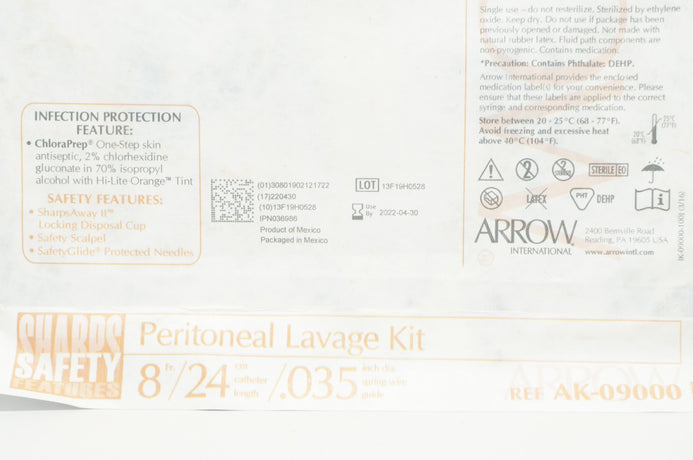 Single use – do not resterilize. Sterilized by ethylene
oxide. Keep dry. Do not use if package has been
previously opened or damaged. Not made with
natural rubber latex. Fluid path components are
non-pyrogenic. Contains medication.
*Precaution: Contains Phthalate: DEHP.
Arrow International provides the enclosed
medication label(s) for your convenience. Please
ensure that these labels are applied to the correct
syringe and corresponding medication.
Store between 20 - 25°C (68 - 77°F).
Avoid freezing and excessive heat
above 40°C (104°F).
25°C
(77°F)
20°C
(68°F)
INFECTION PROTECTION
FEATURE:
• ChloraPrep® One-Step skin
antiseptic, 2% chlorhexidine
gluconate in 70% isopropyl
alcohol with Hi-Lite Orange™ Tint
SAFETY FEATURES:
• SharpsAway II™
Locking Disposal Cup
• Safety Scalpel
• SafetyGlide® Protected Needles
(01)30801902121722
(17)220430
(10)13F19H0528
IPN036986
Product of Mexico
Packaged in Mexico
LOT 13F19H0528
Use
By 2022-04-30
STERILE EO
LATEX
PHT DEHP
ARROW
INTERNATIONAL
2400 Bernville Road
Reading, PA 19605 USA
www.arrowintl.com
SHARPS
SAFETY
FEATURES
Peritoneal Lavage Kit
8 Fr. / 24 cm catheter length / .035 inch dia. spring-wire guide
ARROW
REF AK-09000